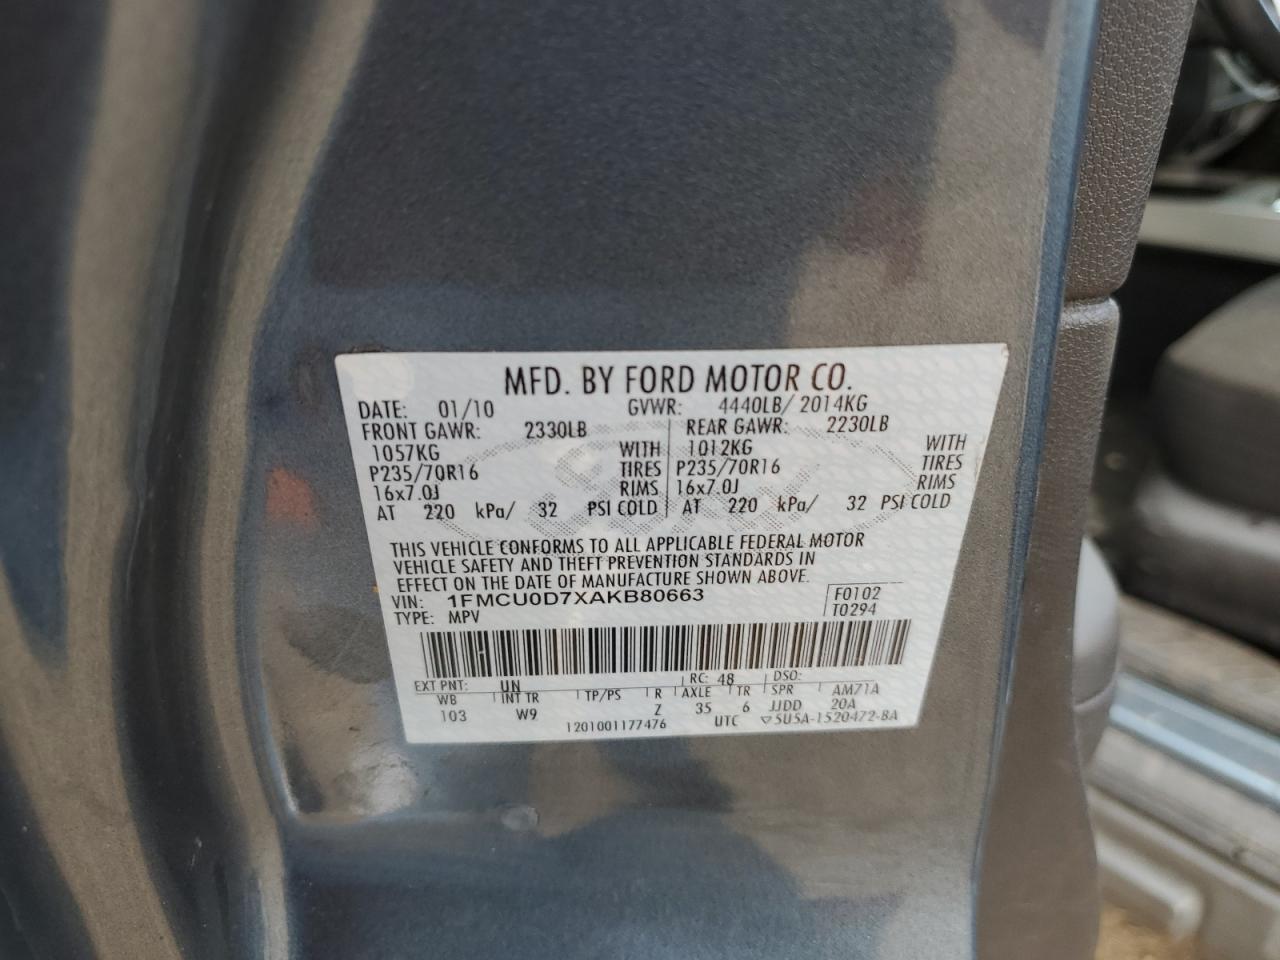 MFD. BY FORD MOTOR CO.
DATE: 01/10 GVWR: 4440LB/ 2014KG
FRONT GAWR: 2330LB REAR GAWR: 2230LB
1057KG WITH 1012KG WITH
P235/70R16 TIRES P235/70R16 TIRES
16x7.0J RIMS 16x7.0J RIMS
AT 220 kPa/ 32 PSI COLD AT 220 kPa/ 32 PSI COLD
THIS VEHICLE CONFORMS TO ALL APPLICABLE FEDERAL MOTOR
VEHICLE SAFETY AND THEFT PREVENTION STANDARDS IN
EFFECT ON THE DATE OF MANUFACTURE SHOWN ABOVE.
VIN: 1FMCU0D7XAKB80663 F0102
TYPE: MPV T0294
EXT PNT: UN RC: 48 DSO:
WB INT TR TP/PS R AXLE TR SPR AM71A
103 W9 Z 35 6 JJDD 20A
1201001177476 UTC ▽5U5A-1520472-BA